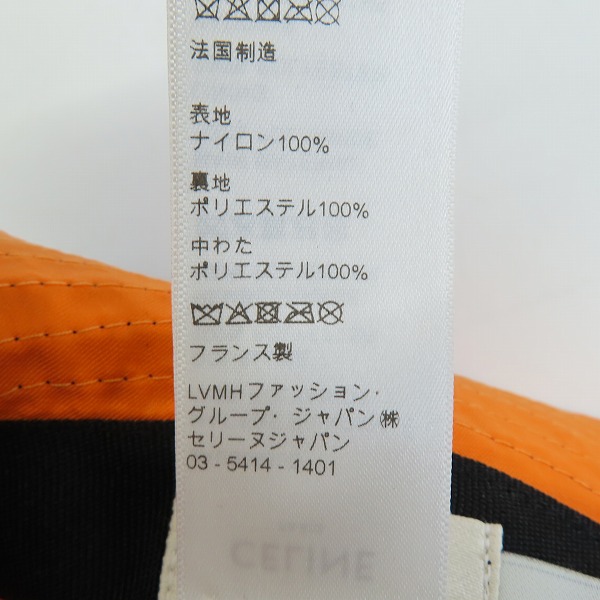 法国制造
表地
ナイロン100%
裏地
ポリエステル100%
中わた
ポリエステル100%
フランス製
LVMHファッション・
グループ・ジャパン㈱
セリーヌジャパン
03 - 5414 - 1401
CELINE